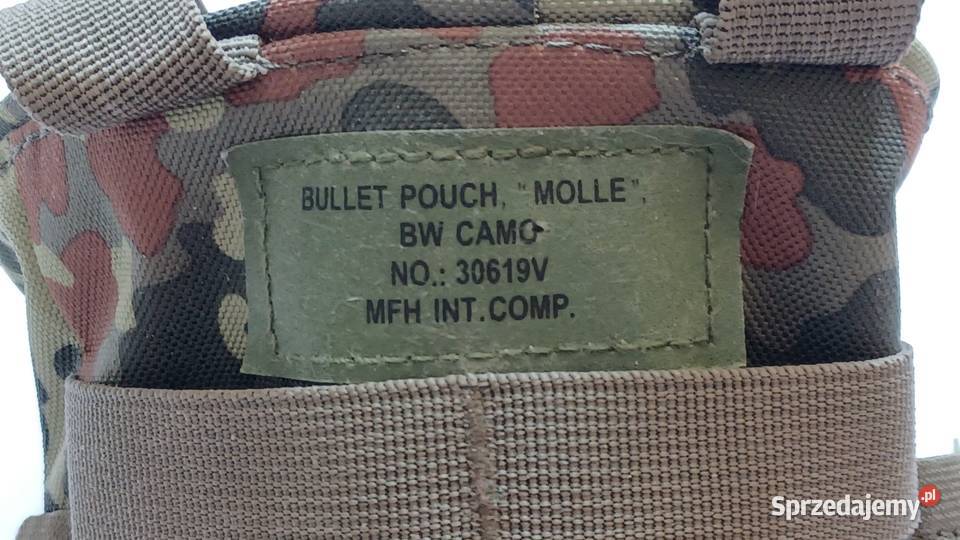 BULLET POUCH, "MOLLE",
BW CAMO
NO.: 30619V
MFH INT.COMP.
Sprzedajemy.pl